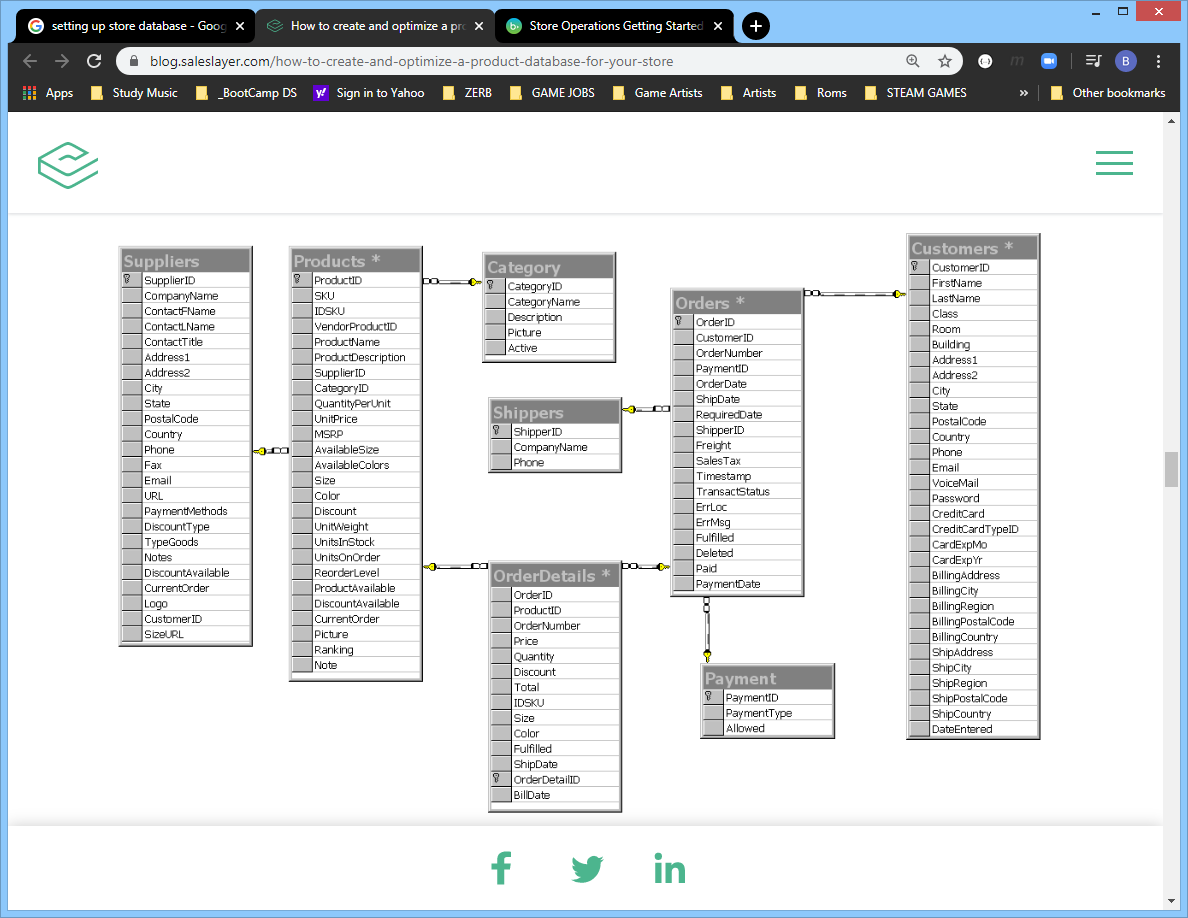 setting up store database - Goog
How to create and optimize a pro
Store Operations Getting Started
blog.saleslayer.com/how-to-create-and-optimize-a-product-database-for-your-store
B
Apps
Study Music
_BootCamp DS
Sign in to Yahoo
ZERB
GAME JOBS
Game Artists
Artists
Roms
STEAM GAMES
»
Other bookmarks
Suppliers
SupplierID
CompanyName
ContactFName
ContactLName
ContactTitle
Address1
Address2
City
State
PostalCode
Country
Phone
Fax
Email
URL
PaymentMethods
DiscountType
TypeGoods
Notes
DiscountAvailable
CurrentOrder
Logo
CustomerID
SizeURL
Products *
ProductID
SKU
IDSKU
VendorProductID
ProductName
ProductDescription
SupplierID
CategoryID
QuantityPerUnit
UnitPrice
MSRP
AvailableSize
AvailableColors
Size
Color
Discount
UnitWeight
UnitsInStock
UnitsOnOrder
ReorderLevel
ProductAvailable
DiscountAvailable
CurrentOrder
Picture
Ranking
Note
Category
CategoryID
CategoryName
Description
Picture
Active
Shippers
ShipperID
CompanyName
Phone
OrderDetails *
OrderID
ProductID
OrderNumber
Price
Quantity
Discount
Total
IDSKU
Size
Color
Fulfilled
ShipDate
OrderDetailID
BillDate
Orders *
OrderID
CustomerID
OrderNumber
PaymentID
OrderDate
ShipDate
RequiredDate
ShipperID
Freight
SalesTax
Timestamp
TransactStatus
ErrLoc
ErrMsg
Fulfilled
Deleted
Paid
PaymentDate
Payment
PaymentID
PaymentType
Allowed
Customers *
CustomerID
FirstName
LastName
Class
Room
Building
Address1
Address2
City
State
PostalCode
Country
Phone
Email
VoiceMail
Password
CreditCard
CreditCardTypeID
CardExpMo
CardExpYr
BillingAddress
BillingCity
BillingRegion
BillingPostalCode
BillingCountry
ShipAddress
ShipCity
ShipRegion
ShipPostalCode
ShipCountry
DateEntered